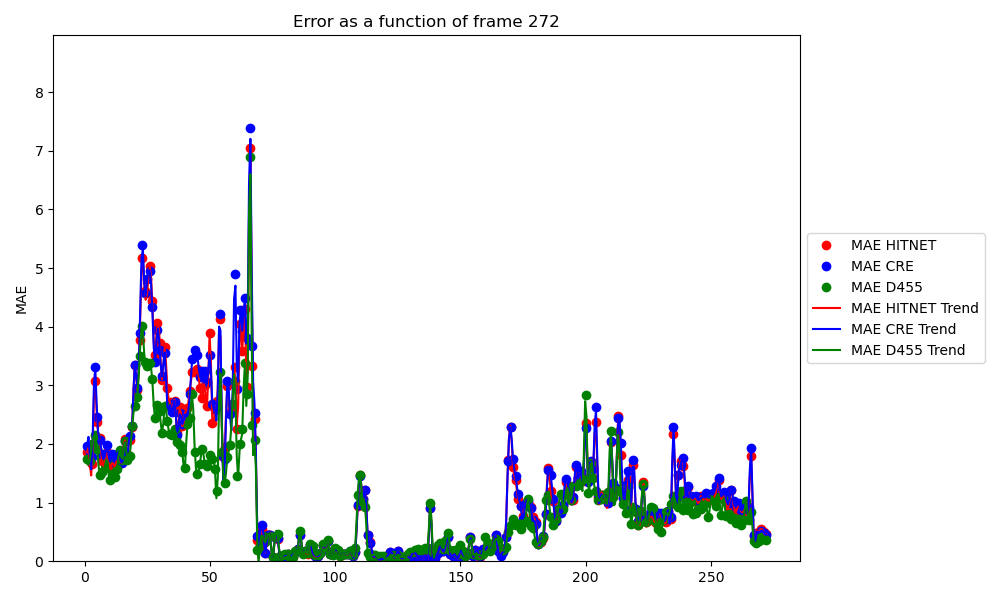 Error as a function of frame 272
MAE
8
7
6
5
4
3
2
1
0
0 50 100 150 200 250
MAE HITNET
MAE CRE
MAE D455
MAE HITNET Trend
MAE CRE Trend
MAE D455 Trend